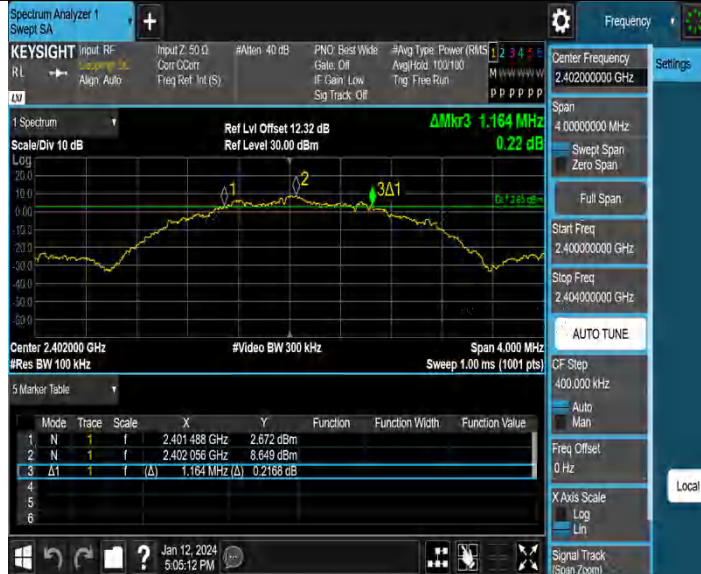 Spectrum Analyzer 1
Swept SA
+
Frequency
Settings
KEYSIGHT
RL
LXI
Input: RF
Coupling: DC
Align: Auto
Input Z: 50 Ω
Corr CCorr
Freq Ref: Int (S)
#Atten: 40 dB
PNO: Best Wide
Gate: Off
IF Gain: Low
Sig Track: Off
#Avg Type: Power (RMS
Avg|Hold: 100/100
Trig: Free Run
1 2 3 4 5 6
M W W W W W
P P P P P P
1 Spectrum
Scale/Div 10 dB
Ref Lvl Offset 12.32 dB
Ref Level 30.00 dBm
ΔMkr3 1.164 MHz
0.22 dB
Log
20.0
10.0
0.00
-10.0
-20.0
-30.0
-40.0
-50.0
-60.0
1
2
3Δ1
Center 2.402000 GHz
#Video BW 300 kHz
Span 4.000 MHz
#Res BW 100 kHz
Sweep 1.00 ms (1001 pts)
5 Marker Table
Mode Trace Scale X Y Function Function Width Function Value
1 N 1 f 2.401 488 GHz 2.672 dBm
2 N 1 f 2.402 056 GHz 8.649 dBm
3 Δ1 1 f (Δ) 1.164 MHz (Δ) 0.2168 dB
4
5
6
Center Frequency
2.402000000 GHz
Span
4.00000000 MHz
Swept Span
Zero Span
Full Span
Start Freq
2.400000000 GHz
Stop Freq
2.404000000 GHz
AUTO TUNE
CF Step
400.000 kHz
Auto
Man
Freq Offset
0 Hz
X Axis Scale
Log
Lin
Signal Track
(Span Zoom)
Local
?
Jan 12, 2024
5:05:12 PM